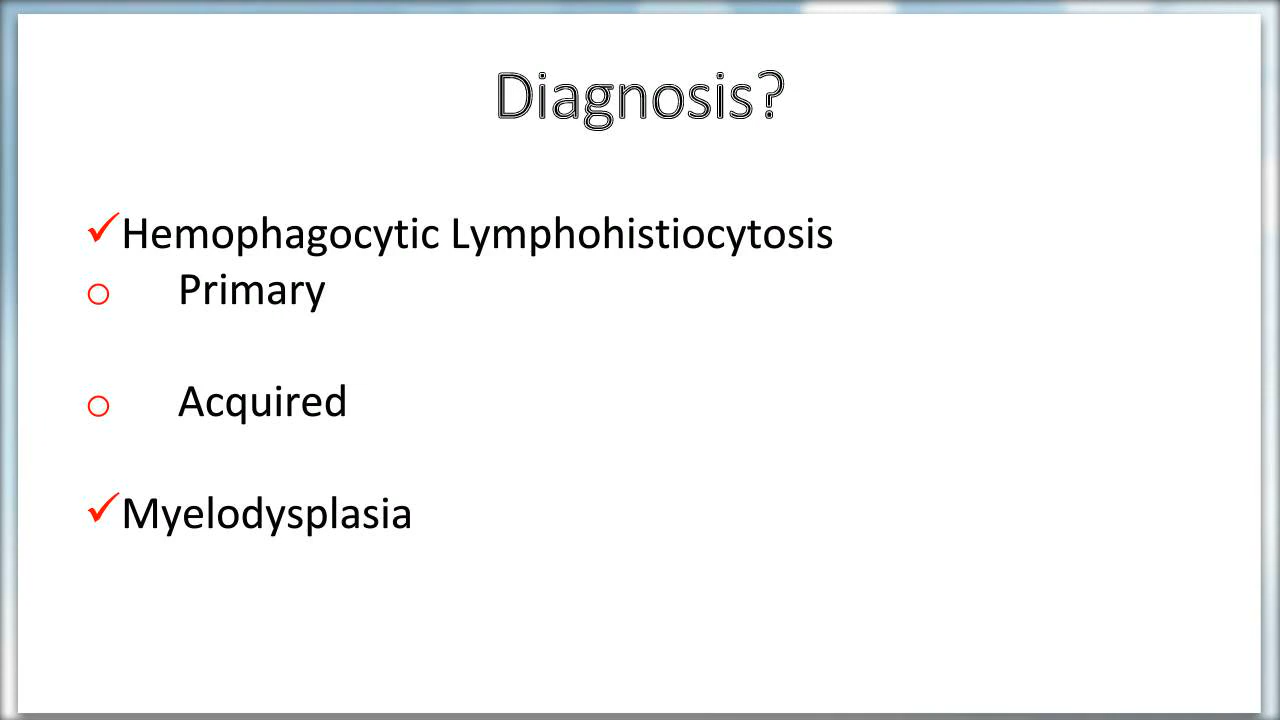 Diagnosis?
✓Hemophagocytic Lymphohistiocytosis
o Primary
o Acquired
✓Myelodysplasia